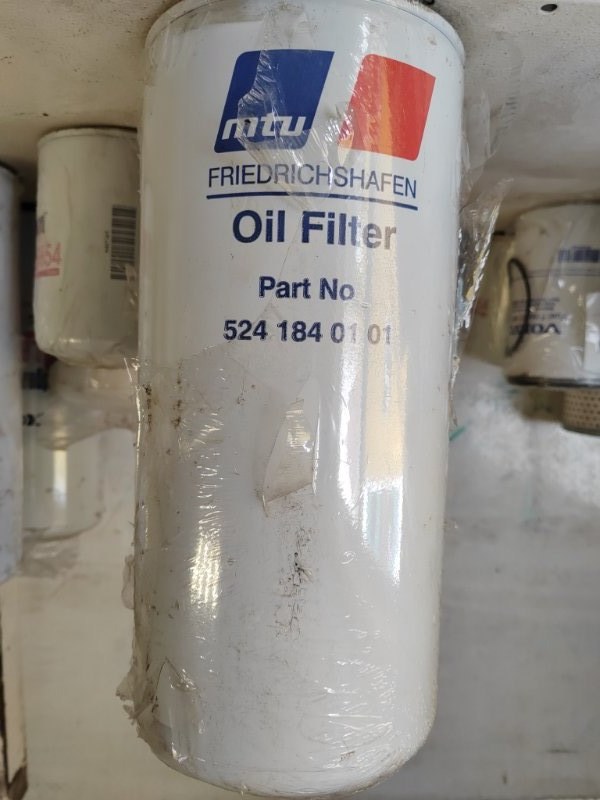 mtu
FRIEDRICHSHAFEN
Oil Filter
Part No
524 184 01 01